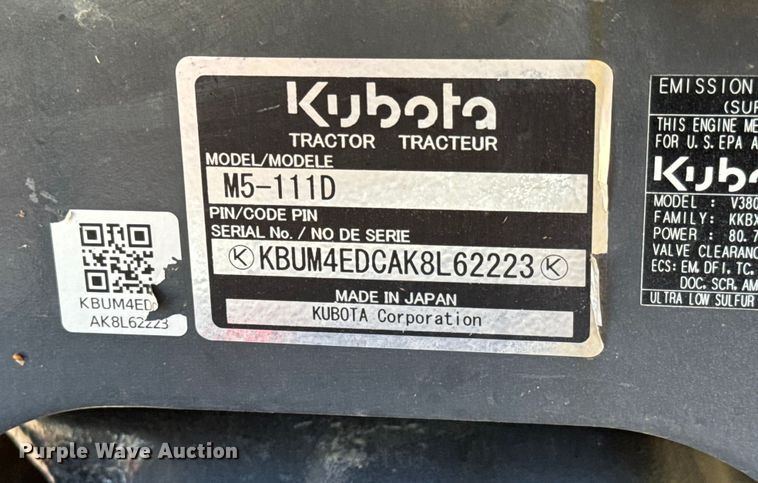 Kubota
TRACTOR TRACTEUR
MODEL/MODELE
M5-111D
PIN/CODE PIN
SERIAL No. / NO DE SERIE
KBUM4EDCAK8L62223
MADE IN JAPAN
KUBOTA Corporation
KBUM4ED
AK8L62223
EMISSION
(SUP
THIS ENGINE ME
FOR U.S. EPA A
Kubo
MODEL : V380
FAMILY: KKBX
POWER : 80.7
VALVE CLEARANC
ECS: EM, DFI, TC,
DOC, SCR, AM
ULTRA LOW SULFUR
Purple Wave Auction